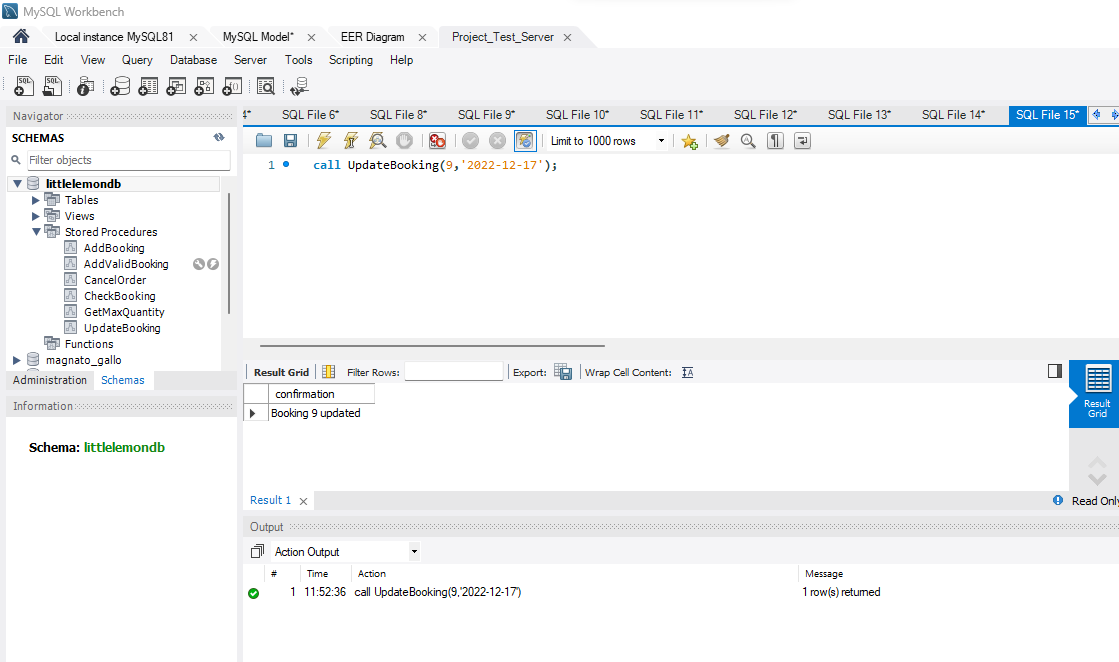 MySQL Workbench
Local instance MySQL81 MySQL Model* EER Diagram Project_Test_Server
File Edit View Query Database Server Tools Scripting Help
Navigator
SCHEMAS
Filter objects
littlelemondb
Tables
Views
Stored Procedures
AddBooking
AddValidBooking
CancelOrder
CheckBooking
GetMaxQuantity
UpdateBooking
Functions
magnato_gallo
Administration Schemas
Information
Schema: littlelemondb
SQL File 6* SQL File 8* SQL File 9* SQL File 10* SQL File 11* SQL File 12* SQL File 13* SQL File 14* SQL File 15*
Limit to 1000 rows
1 call UpdateBooking(9,'2022-12-17');
Result Grid Filter Rows: Export: Wrap Cell Content:
confirmation
Booking 9 updated
Result
Grid
Result 1 Read Only
Output
Action Output
# Time Action Message
1 11:52:36 call UpdateBooking(9,'2022-12-17') 1 row(s) returned